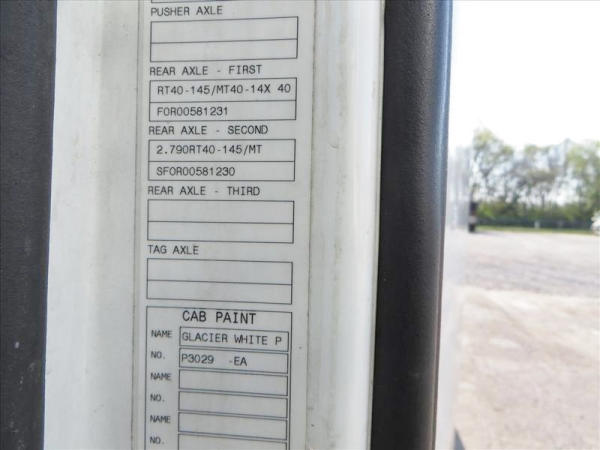 PUSHER AXLE
REAR AXLE - FIRST
RT40-145/MT40-14X 40
FOR00581231
REAR AXLE - SECOND
2.790RT40-145/MT
SFOR00581230
REAR AXLE - THIRD
TAG AXLE
CAB PAINT
NAME GLACIER WHITE P
NO. P3029 -EA
NAME
NO.
NAME
NO.